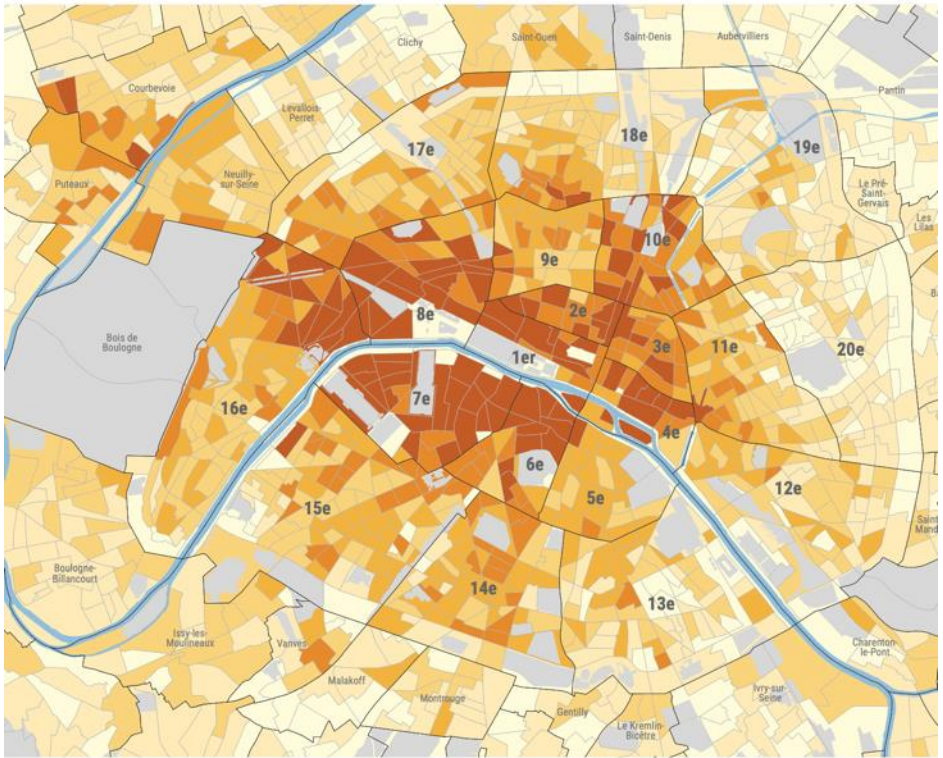 Clichy
Saint-Ouen
Saint-Denis
Aubervilliers
Courbevoie
Pantin
Levallois-
Perret
17e
18e
19e
Puteaux
Neuilly-
sur-Seine
Le Pré-
Saint-
Gervais
Les
Lilas
10e
9e
Bois de
Boulogne
8e
2e
1er
3e
11e
20e
16e
7e
4e
6e
5e
12e
15e
14e
13e
Saint
Mand
Boulogne-
Billancourt
Issy-les-
Moulineaux
Vanves
Malakoff
Montrouge
Gentilly
Le Kremlin-
Bicêtre
Ivry-sur-
Seine
Charenton-
le-Pont